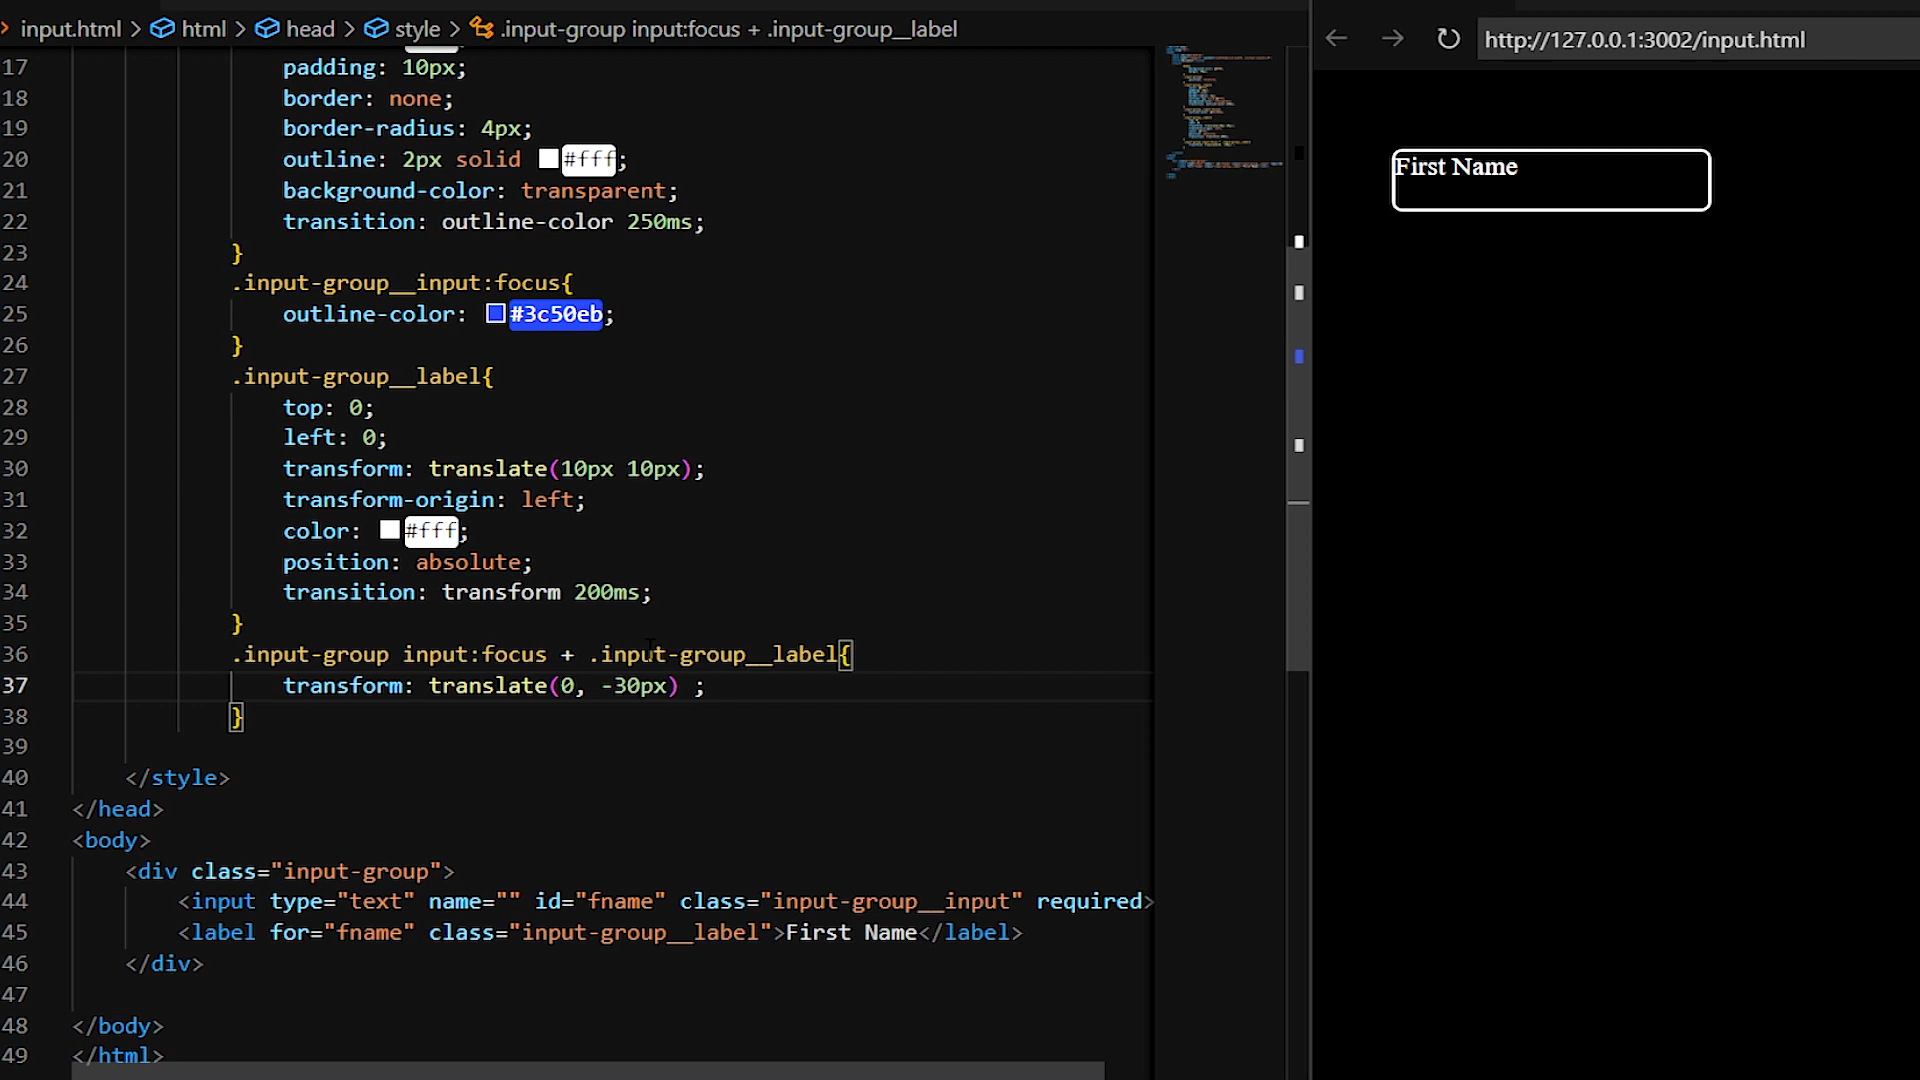 input.html > html > head > style > .input-group input:focus + .input-group__label
http://127.0.0.1:3002/input.html
17 padding: 10px;
18 border: none;
19 border-radius: 4px;
20 outline: 2px solid #fff;
21 background-color: transparent;
22 transition: outline-color 250ms;
23 }
24 .input-group__input:focus{
25 outline-color: #3c50eb;
26 }
27 .input-group__label{
28 top: 0;
29 left: 0;
30 transform: translate(10px 10px);
31 transform-origin: left;
32 color: #fff;
33 position: absolute;
34 transition: transform 200ms;
35 }
36 .input-group input:focus + .input-group__label{
37 transform: translate(0, -30px) ;
38 }
39
40 </style>
41 </head>
42 <body>
43 <div class="input-group">
44 <input type="text" name="" id="fname" class="input-group__input" required>
45 <label for="fname" class="input-group__label">First Name</label>
46 </div>
47
48 </body>
49 </html>
First Name